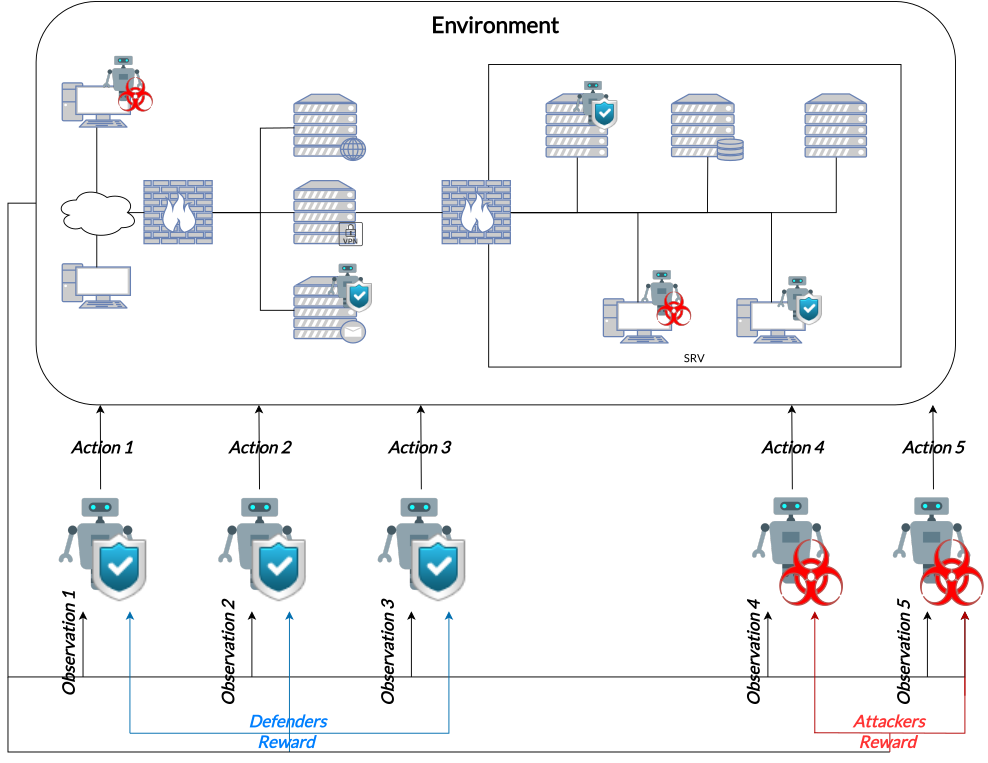 Environment
VPN
SRV
Action 1
Action 2
Action 3
Action 4
Action 5
Observation 1
Observation 2
Observation 3
Observation 4
Observation 5
Defenders
Reward
Attackers
Reward